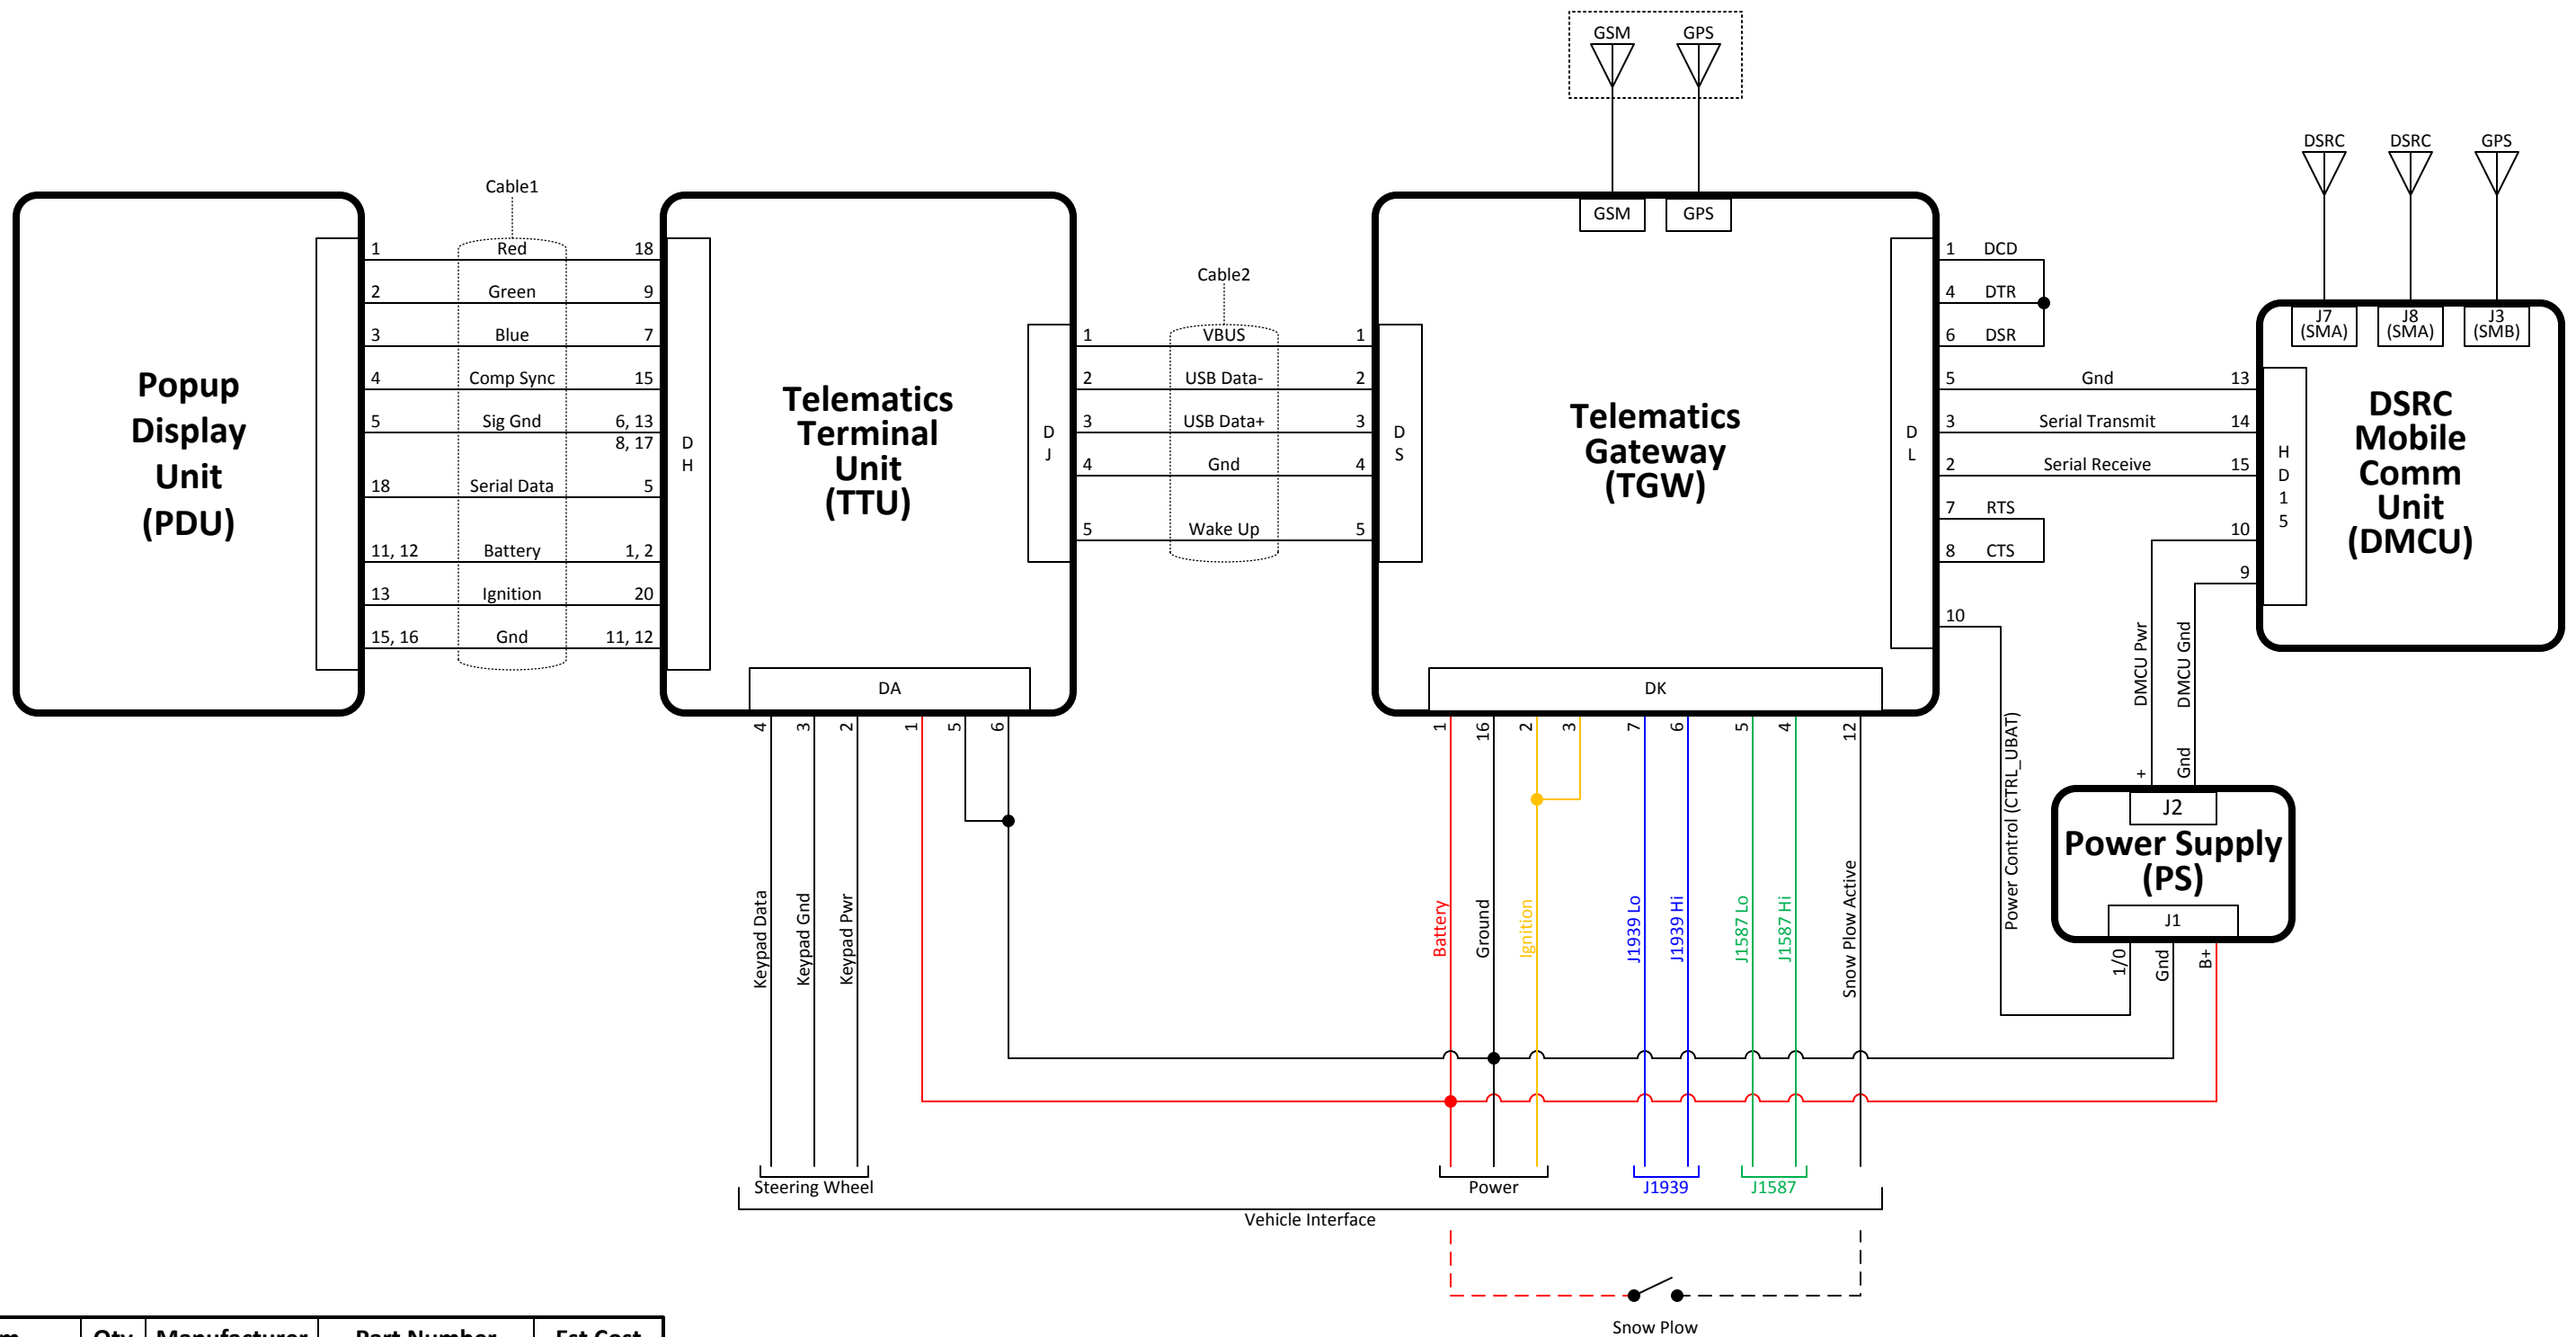 GSM GPS
DSRC DSRC GPS
Cable1
GSM GPS
1 Red 18
2 Green 9
3 Blue 7
4 Comp Sync 15
5 Sig Gnd 6, 13
8, 17
18 Serial Data 5
11, 12 Battery 1, 2
13 Ignition 20
15, 16 Gnd 11, 12
Popup
Display
Unit
(PDU)
D
H
Telematics
Terminal
Unit
(TTU)
D
J
DA
Cable2
1 VBUS 1
2 USB Data- 2
3 USB Data+ 3
4 Gnd 4
5 Wake Up 5
D
S
Telematics
Gateway
(TGW)
D
L
DK
1 DCD
4 DTR
6 DSR
5 Gnd 13
3 Serial Transmit 14
2 Serial Receive 15
7 RTS
8 CTS
10
10
9
J7
(SMA)
J8
(SMA)
J3
(SMB)
H
D
1
5
DSRC
Mobile
Comm
Unit
(DMCU)
DMCU Pwr
DMCU Gnd
+
Gnd
J2
Power Supply
(PS)
J1
1/0
Gnd
B+
Power Control (CTRL_UBAT)
4 3 2 1 5 6
1 16 2 3 7 6 5 4 12
Keypad Data
Keypad Gnd
Keypad Pwr
Battery
Ground
Ignition
J1939 Lo
J1939 Hi
J1587 Lo
J1587 Hi
Snow Plow Active
Steering Wheel
Power
J1939
J1587
Vehicle Interface
Snow Plow
Qty Manufacturer Part Number Est Cost